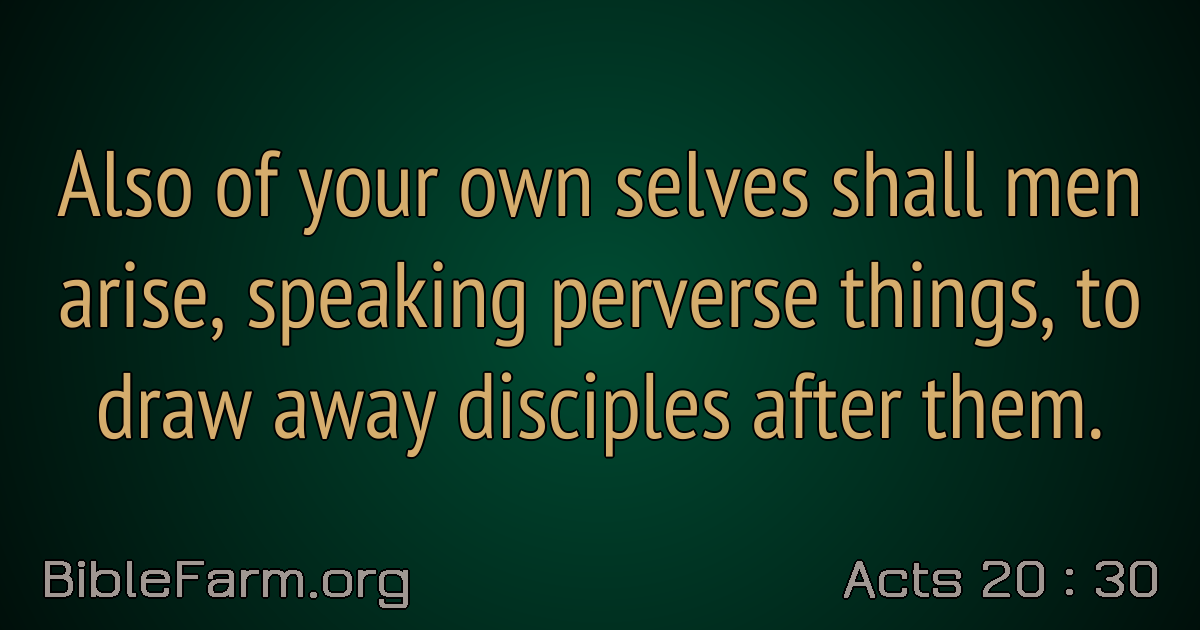 Also of your own selves shall men
arise, speaking perverse things, to
draw away disciples after them.
BibleFarm.org
Acts 20 : 30